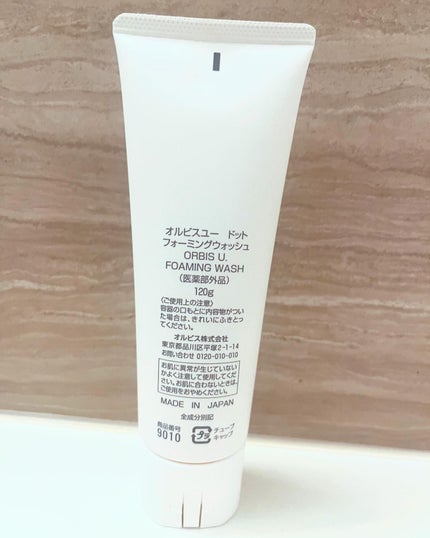 オルビスユー　ドット
フォーミングウォッシュ
ORBIS U.
FOAMING WASH
(医薬部外品)
120g
〈ご使用上の注意〉
容器の口もとに内容物がつい
た場合は、きれいにふきとっ
てください。
オルビス株式会社
東京都品川区平塚2-1-14
お問い合わせ 0120-010-010
お肌に異常が生じていない
かよく注意して使用してくだ
さい。お肌に合わないときは、
ご使用をおやめください。
MADE IN JAPAN
全成分別記
商品番号
9010
プラ
チューブ
キャップ